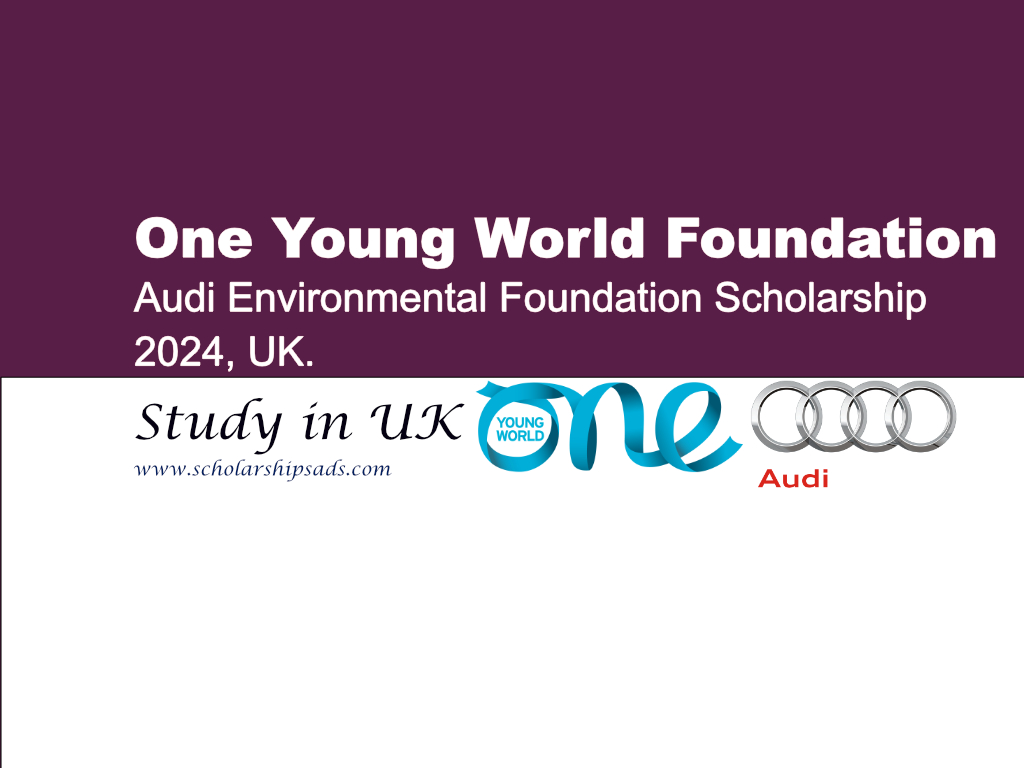 One Young World Foundation
Audi Environmental Foundation Scholarship
2024, UK.
Study in UK
www.scholarshipsads.com
one
YOUNG
WORLD
Audi